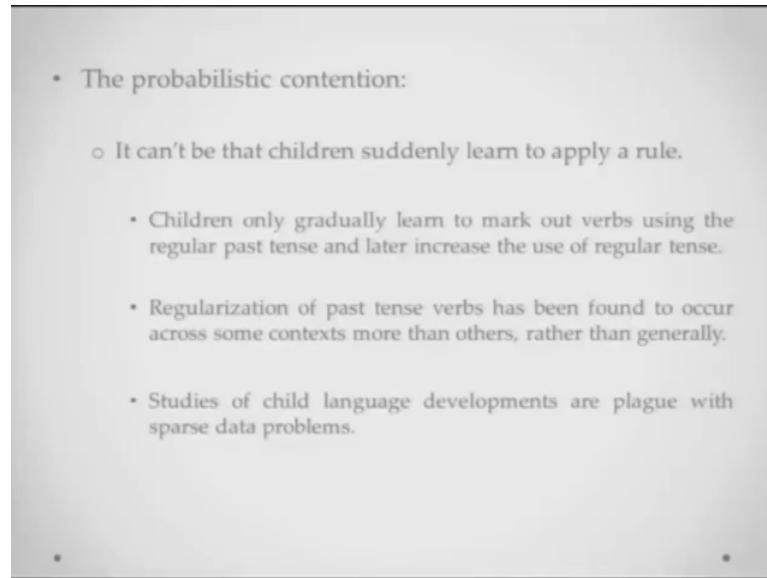 • The probabilistic contention:
o It can't be that children suddenly learn to apply a rule.
• Children only gradually learn to mark out verbs using the
regular past tense and later increase the use of regular tense.
• Regularization of past tense verbs has been found to occur
across some contexts more than others, rather than generally.
• Studies of child language developments are plague with
sparse data problems.